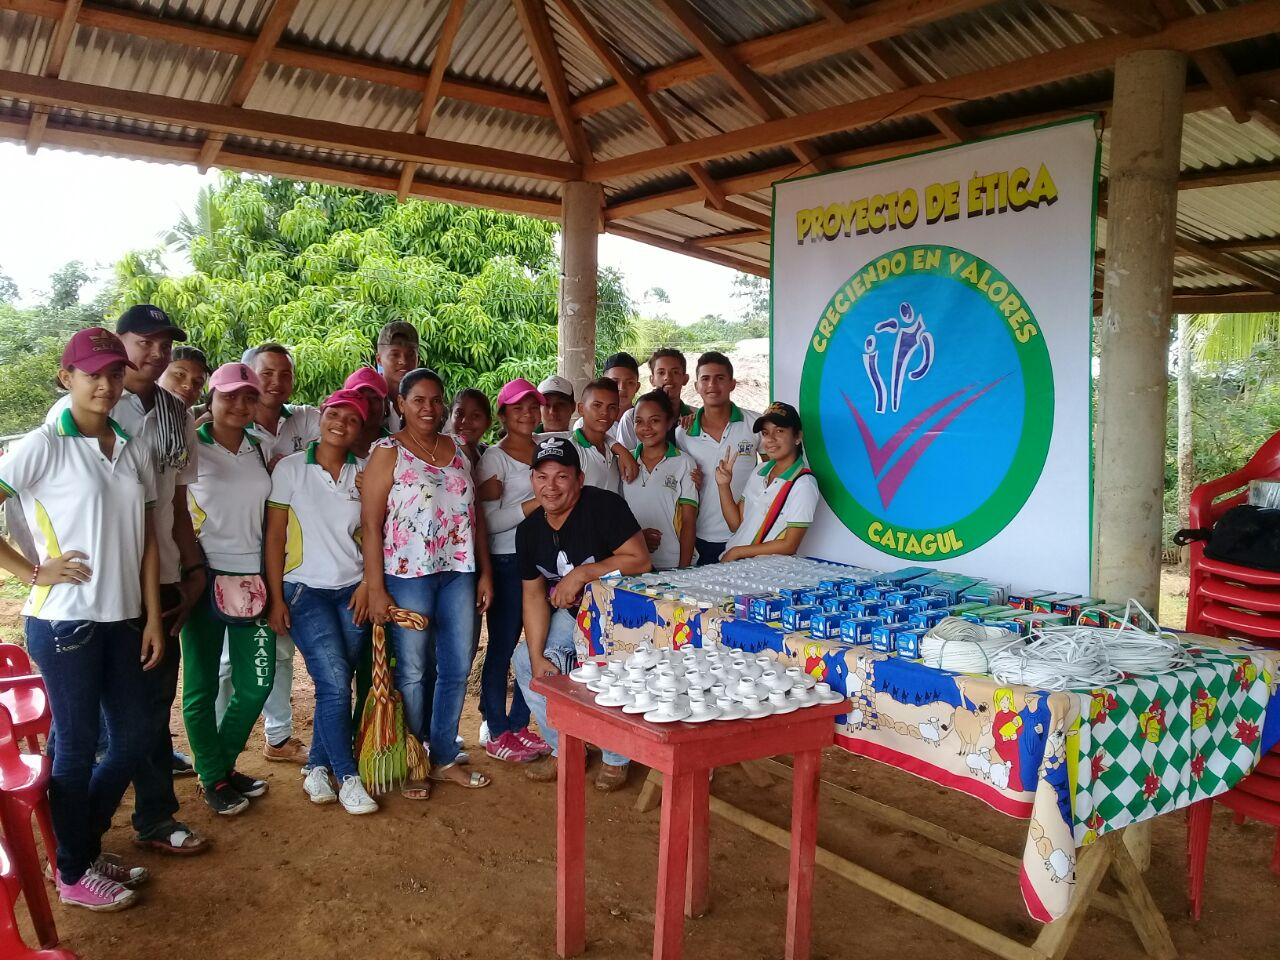 PROYECTO DE ÉTICA
CRECIENDO EN VALORES
CATAGUL
CATAGUL